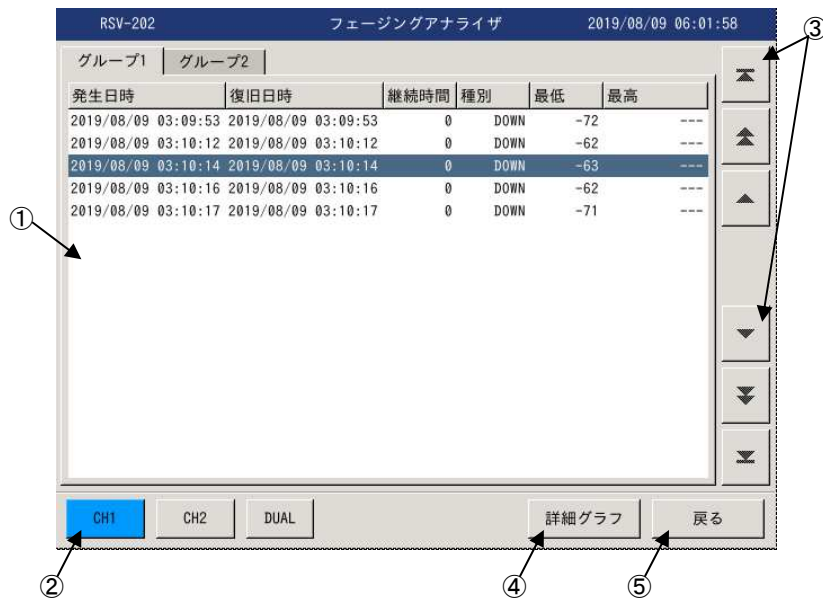 RSV-202 フェージングアナライザ 2019/08/09 06:01:58
③
グループ1 グループ2
発生日時 復旧日時 継続時間 種別 最低 最高
2019/08/09 03:09:53 2019/08/09 03:09:53 0 DOWN -72 ---
2019/08/09 03:10:12 2019/08/09 03:10:12 0 DOWN -62 ---
2019/08/09 03:10:14 2019/08/09 03:10:14 0 DOWN -63 ---
2019/08/09 03:10:16 2019/08/09 03:10:16 0 DOWN -62 ---
2019/08/09 03:10:17 2019/08/09 03:10:17 0 DOWN -71 ---
①
CH1 CH2 DUAL 詳細グラフ 戻る
② ④ ⑤